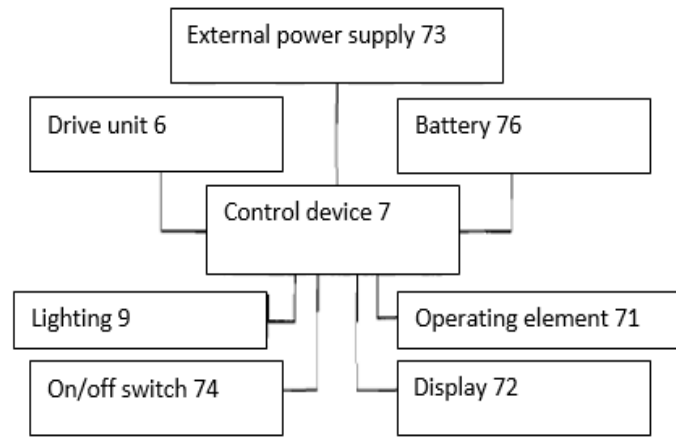 External power supply 73
Drive unit 6
Battery 76
Control device 7
Lighting 9
Operating element 71
On/off switch 74
Display 72